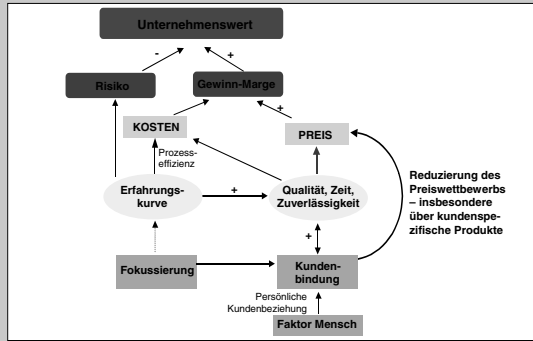 Unternehmenswert
-
+
Risiko
Gewinn-Marge
+
KOSTEN
PREIS
Prozess-
effizienz
Reduzierung des
Preiswettbewerbs
– insbesondere
über kundenspe-
zifische Produkte
Erfahrungs-
kurve
+
Qualität, Zeit,
Zuverlässigkeit
+
Fokussierung
Kunden-
bindung
Persönliche
Kundenbeziehung
Faktor Mensch